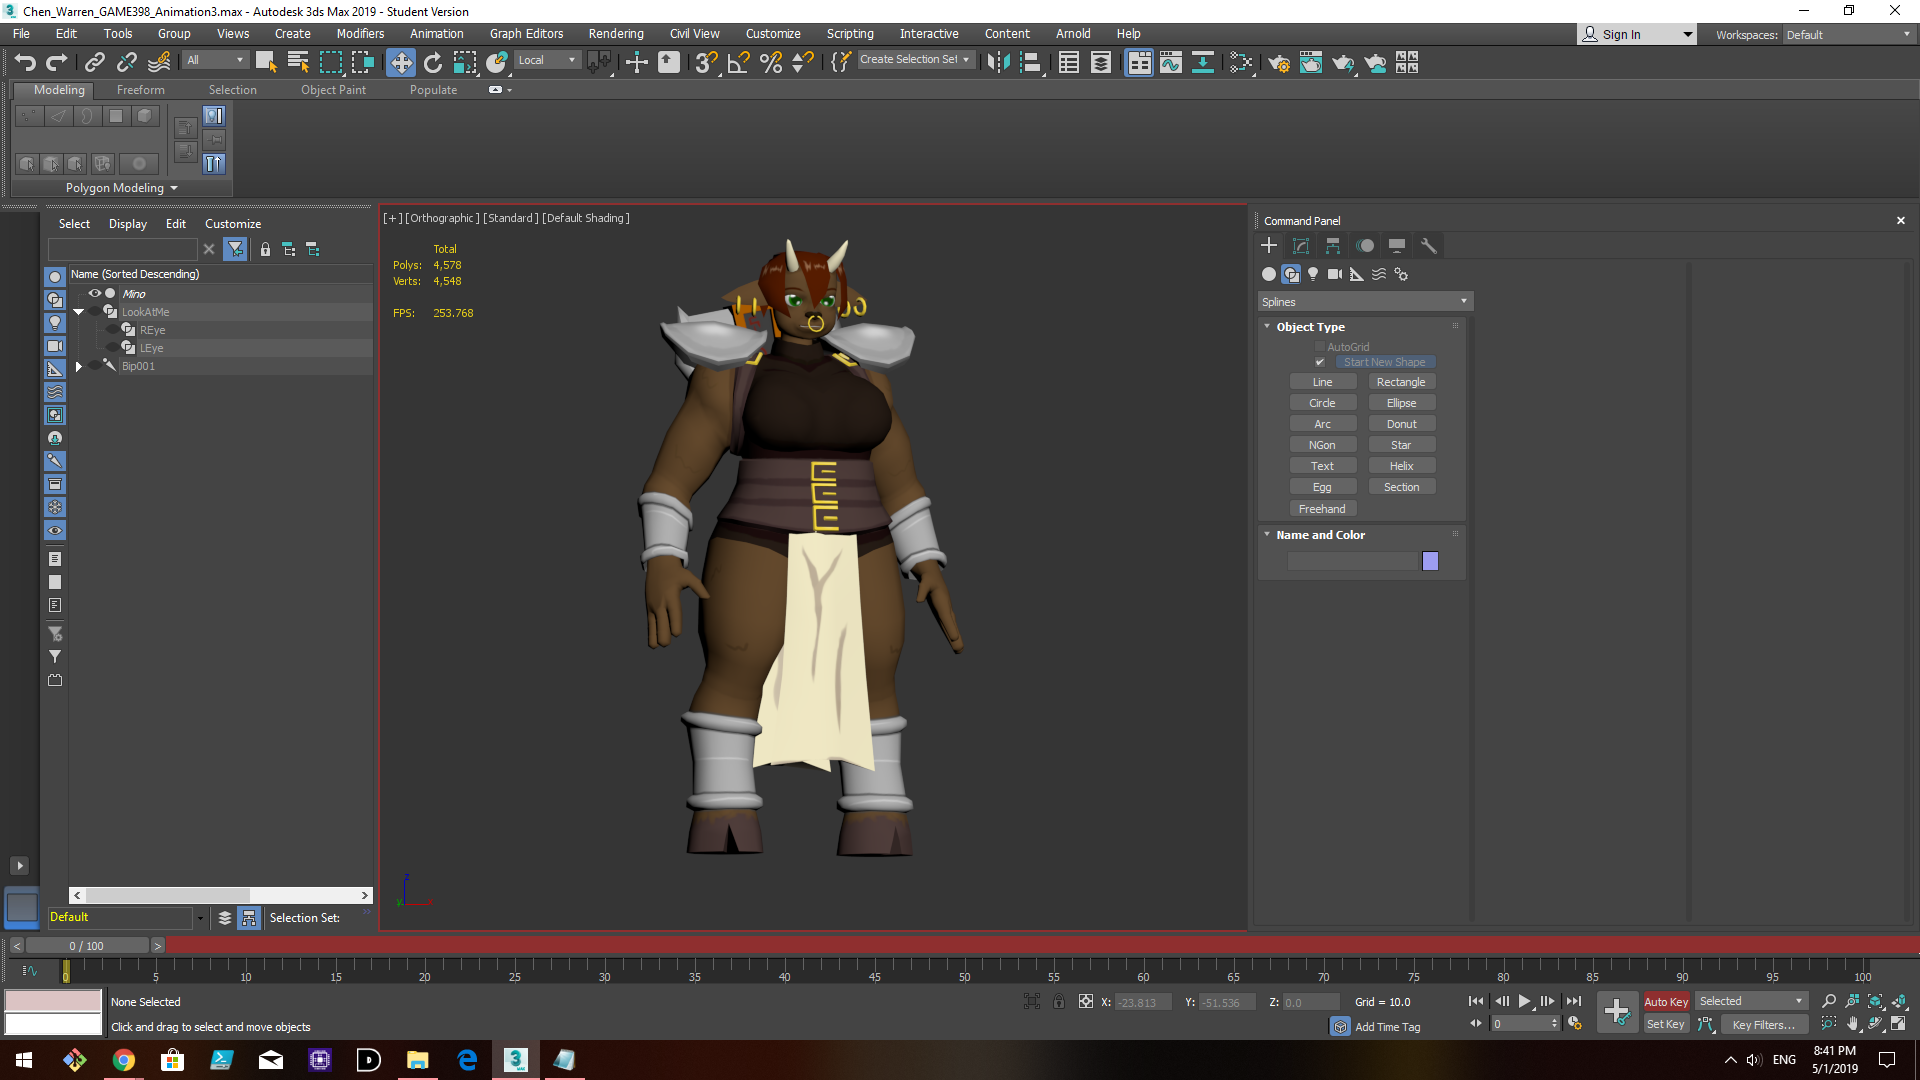 Chen_Warren_GAME398_Animation3.max - Autodesk 3ds Max 2019 - Student Version
File Edit Tools Group Views Create Modifiers Animation Graph Editors Rendering Civil View Customize Scripting Interactive Content Arnold Help
Sign In Workspaces: Default
All Local Create Selection Set
Modeling Freeform Selection Object Paint Populate
Polygon Modeling
Select Display Edit Customize
Name (Sorted Descending)
Mino
LookAtMe
REye
LEye
Bip001
Default Selection Set:
[+] [Orthographic] [Standard] [Default Shading]
Total
Polys: 4,578
Verts: 4,548
FPS: 253.768
Command Panel
Splines
Object Type
AutoGrid
Start New Shape
Line Rectangle
Circle Ellipse
Arc Donut
NGon Star
Text Helix
Egg Section
Freehand
Name and Color
0 / 100
0 5 10 15 20 25 30 35 40 45 50 55 60 65 70 75 80 85 90 95 100
None Selected
Click and drag to select and move objects
X: -23.813 Y: -51.536 Z: 0.0 Grid = 10.0
Add Time Tag
0
Auto Key Selected
Set Key Key Filters...
ENG
8:41 PM
5/1/2019